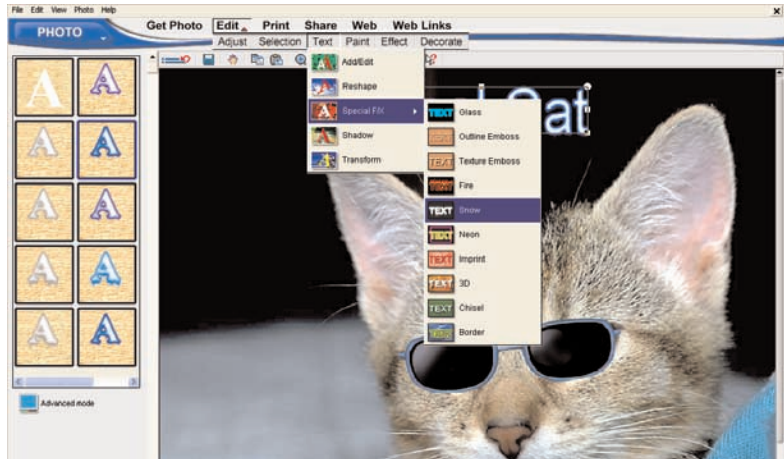 File Edit View Photo Help
PHOTO
Get Photo Edit Print Share Web Web Links
Adjust Selection Text Paint Effect Decorate
Add/Edit
Reshape
Special F/X
Shadow
Transform
TEXT Glass
TEXT Outline Emboss
TEXT Texture Emboss
TEXT Fire
TEXT Snow
TEXT Neon
TEXT Imprint
TEXT 3D
TEXT Chisel
Border
Cat
A A
A A
A A
A A
A A
Advanced mode